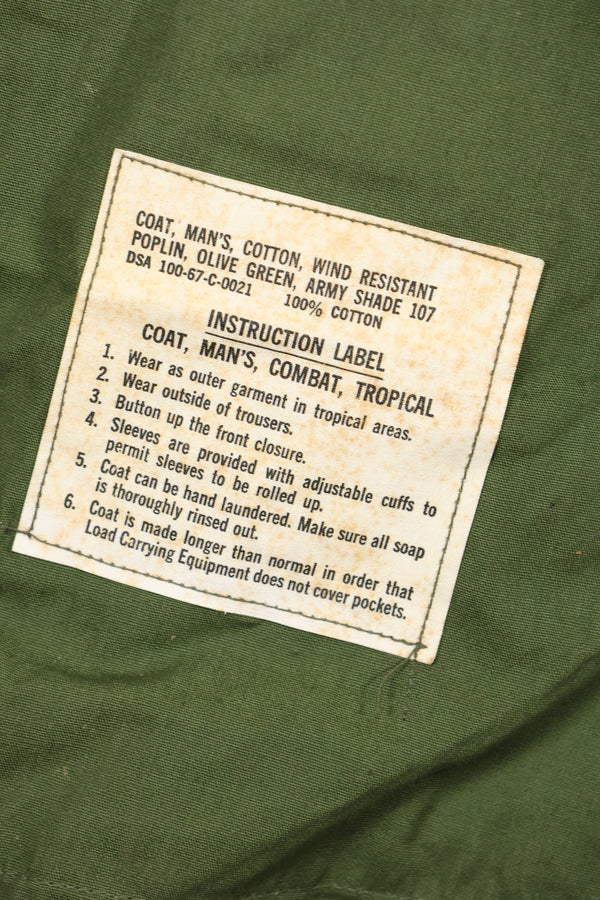 COAT, MAN'S, COTTON, WIND RESISTANT
POPLIN, OLIVE GREEN, ARMY SHADE 107
DSA 100-67-C-0021 100% COTTON
INSTRUCTION LABEL
COAT, MAN'S, COMBAT, TROPICAL
1. Wear as outer garment in tropical areas.
2. Wear outside of trousers.
3. Button up the front closure.
4. Sleeves are provided with adjustable cuffs to
permit sleeves to be rolled up.
5. Coat can be hand laundered. Make sure all soap
is thoroughly rinsed out.
6. Coat is made longer than normal in order that
Load Carrying Equipment does not cover pockets.